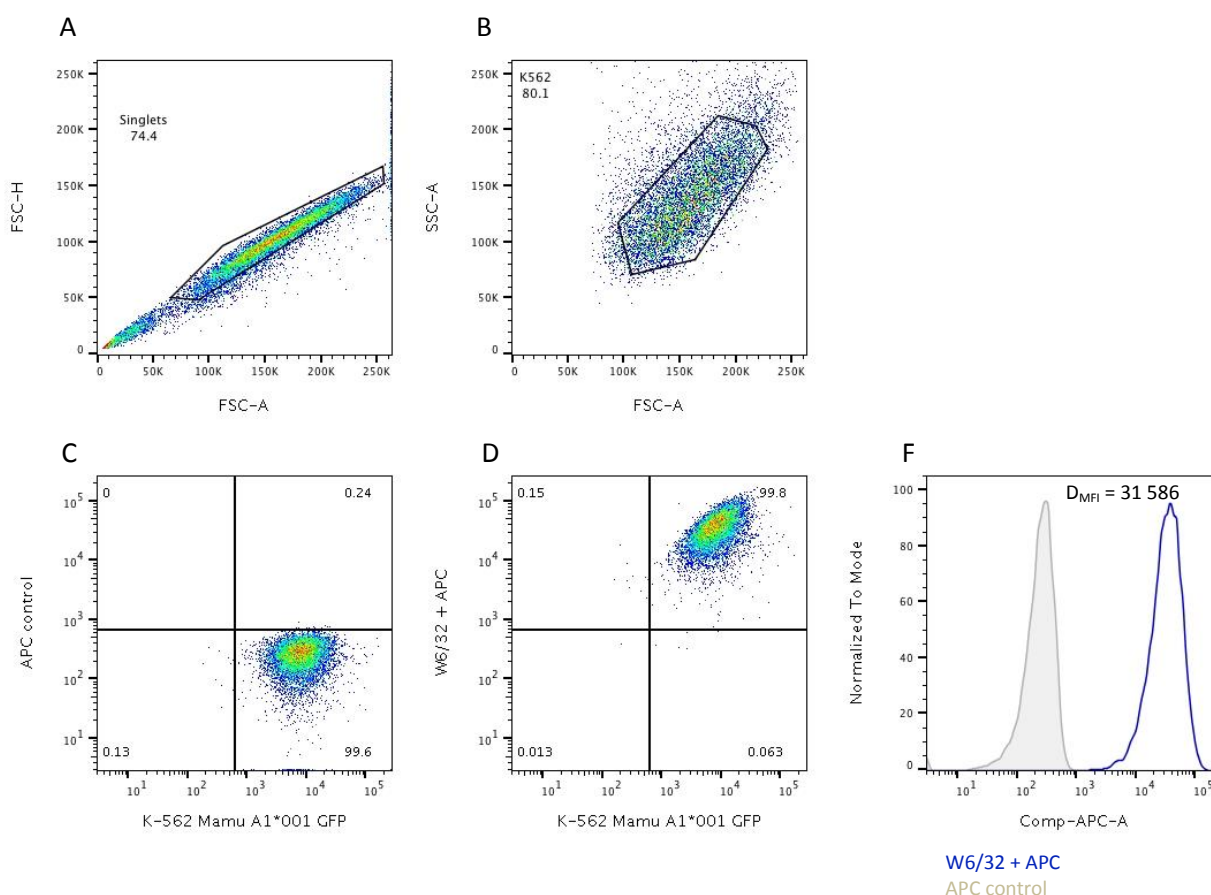 A
250K
200K
150K
100K
50K
0
FSC-H
Singlets
74.4
0 50K 100K 150K 200K 250K
FSC-A
B
250K
200K
150K
100K
50K
0
SSC-A
K562
80.1
0 50K 100K 150K 200K 250K
FSC-A
C
10^5
10^4
10^3
10^2
10^1
APC control
0 0.24
0.13 99.6
10^1 10^2 10^3 10^4 10^5
K-562 Mamu A1*001 GFP
D
10^5
10^4
10^3
10^2
10^1
W6/32 + APC
0.15 99.8
0.013 0.063
10^1 10^2 10^3 10^4 10^5
K-562 Mamu A1*001 GFP
F
100
80
60
40
20
0
Normalized To Mode
D_MFI = 31 586
10^1 10^2 10^3 10^4 10^5
Comp-APC-A
W6/32 + APC
APC control